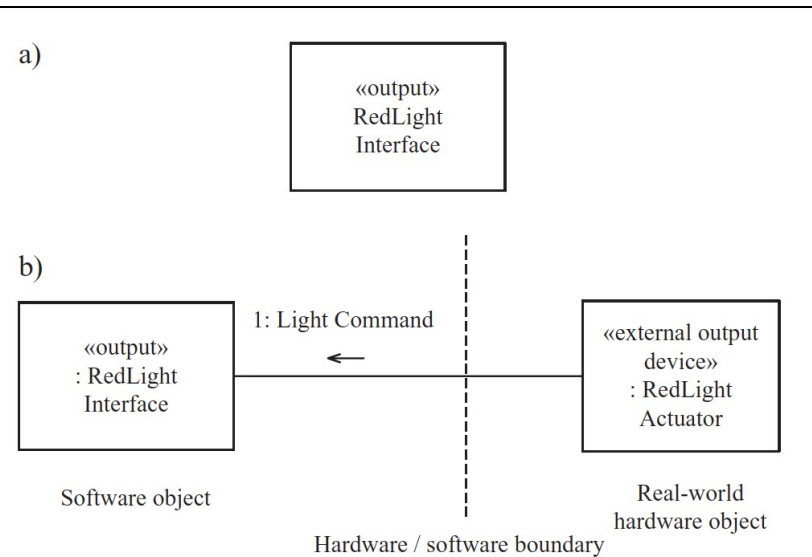 a)
«output»
RedLight
Interface
b)
1: Light Command
«output»
: RedLight
Interface
«external output
device»
: RedLight
Actuator
Software object
Real-world
hardware object
Hardware / software boundary